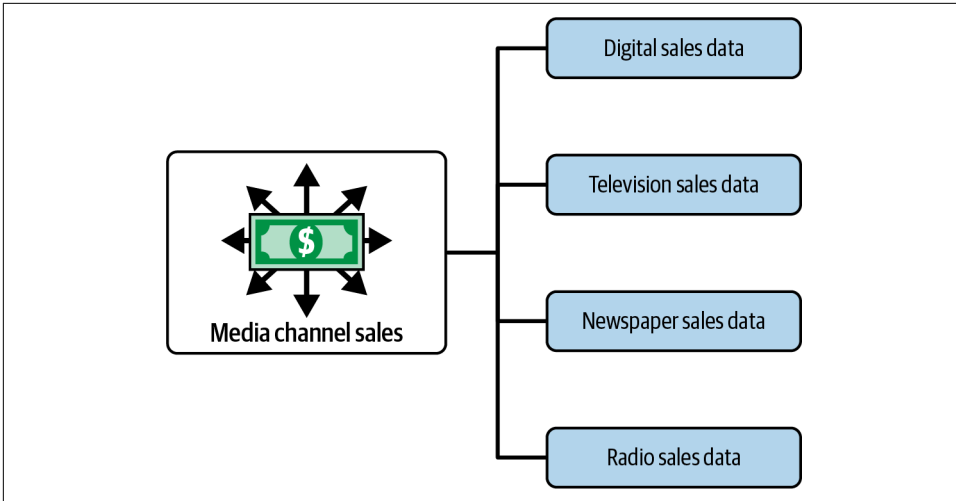 Digital sales data
Television sales data
$
Media channel sales
Newspaper sales data
Radio sales data